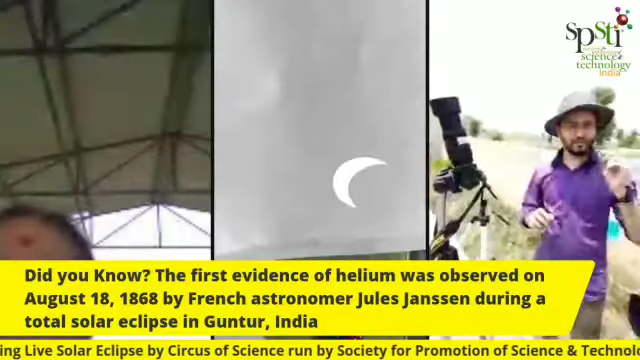 spsti
science &
technology
India
Did you Know? The first evidence of helium was observed on
August 18, 1868 by French astronomer Jules Janssen during a
total solar eclipse in Guntur, India
ing Live Solar Eclipse by Circus of Science run by Society for Promotion of Science & Technolo